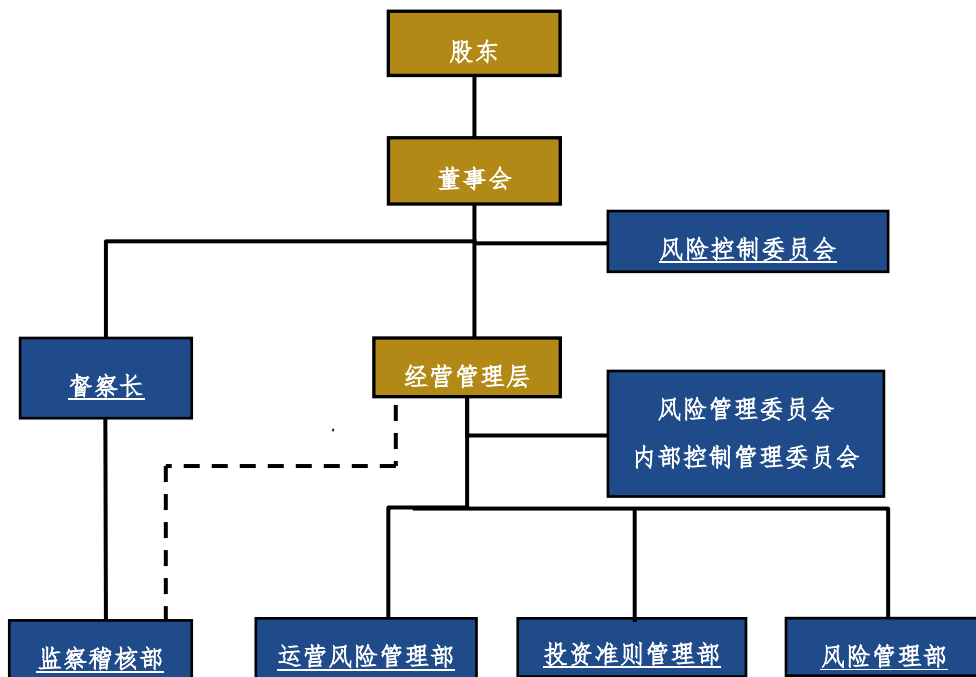 股东
董事会
风险控制委员会
督察长
经营管理层
风险管理委员会
内部控制管理委员会
监察稽核部
运营风险管理部
投资准则管理部
风险管理部